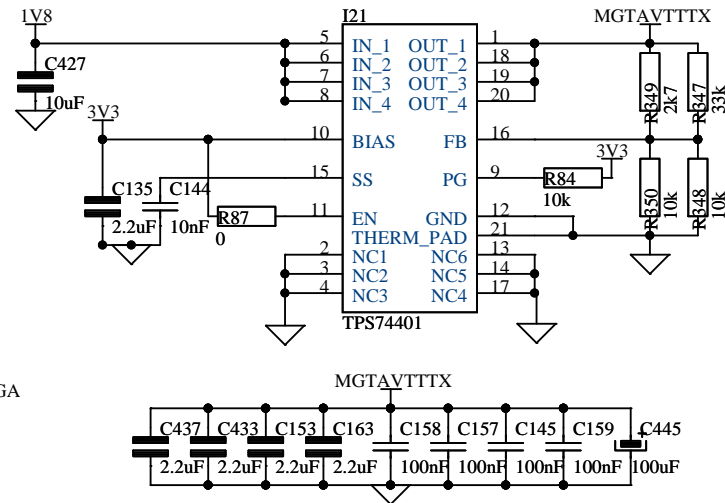 1V8
I21
MGTAVTTTX
C427
10uF
5 IN_1 OUT_1 1
6 IN_2 OUT_2 18
7 IN_3 OUT_3 19
8 IN_4 OUT_4 20
R349
2k7
R347
33k
3V3
10 BIAS FB 16
3V3
15 SS PG 9
R84
10k
C135
2.2uF
C144
10nF
R87
0
11 EN GND 12
THERM_PAD 21
R350
10k
R348
10k
2 NC1 NC6 13
3 NC2 NC5 14
4 NC3 NC4 17
TPS74401
GA
MGTAVTTTX
C437 C433 C153 C163 C158 C157 C145 C159 + C445
2.2uF 2.2uF 2.2uF 2.2uF 100nF 100nF 100nF 100nF 100uF